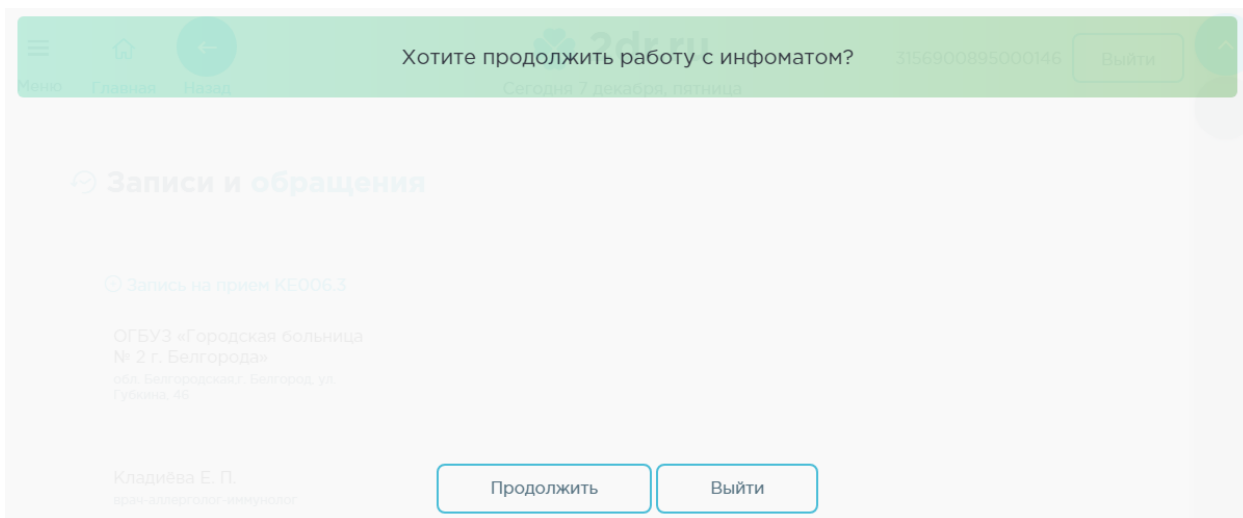 2dr.ru
Хотите продолжить работу с инфоматом?
3156900895000146
Выйти
Меню
Главная
Назад
Сегодня 7 декабря, пятница
Записи и обращения
Запись на прием KE006.3
ОГБУЗ «Городская больница
№ 2 г. Белгорода»
обл. Белгородская, г. Белгород, ул.
Губкина, 46
Кладиёва Е. П.
врач-аллерголог-иммунолог
Продолжить
Выйти